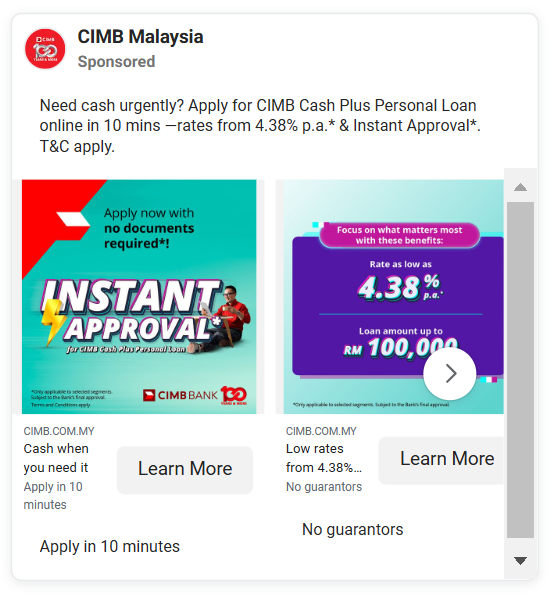 CIMB Malaysia
Sponsored
Need cash urgently? Apply for CIMB Cash Plus Personal Loan
online in 10 mins —rates from 4.38% p.a.* & Instant Approval*.
T&C apply.
Apply now with
no documents
required*!
INSTANT
APPROVAL*
for CIMB Cash Plus Personal Loan
*Only applicable to selected segments.
Subject to the Bank's final approval.
Terms and Conditions apply.
CIMB BANK 100
YEARS & MORE
Focus on what matters most
with these benefits:
Rate as low as
4.38% p.a.*
Loan amount up to
RM 100,000
*Only applicable to selected segments. Subject to the Bank's final approval.
CIMB.COM.MY
Cash when
you need it
Apply in 10
minutes
Learn More
Apply in 10 minutes
CIMB.COM.MY
Low rates
from 4.38%...
No guarantors
Learn More
No guarantors